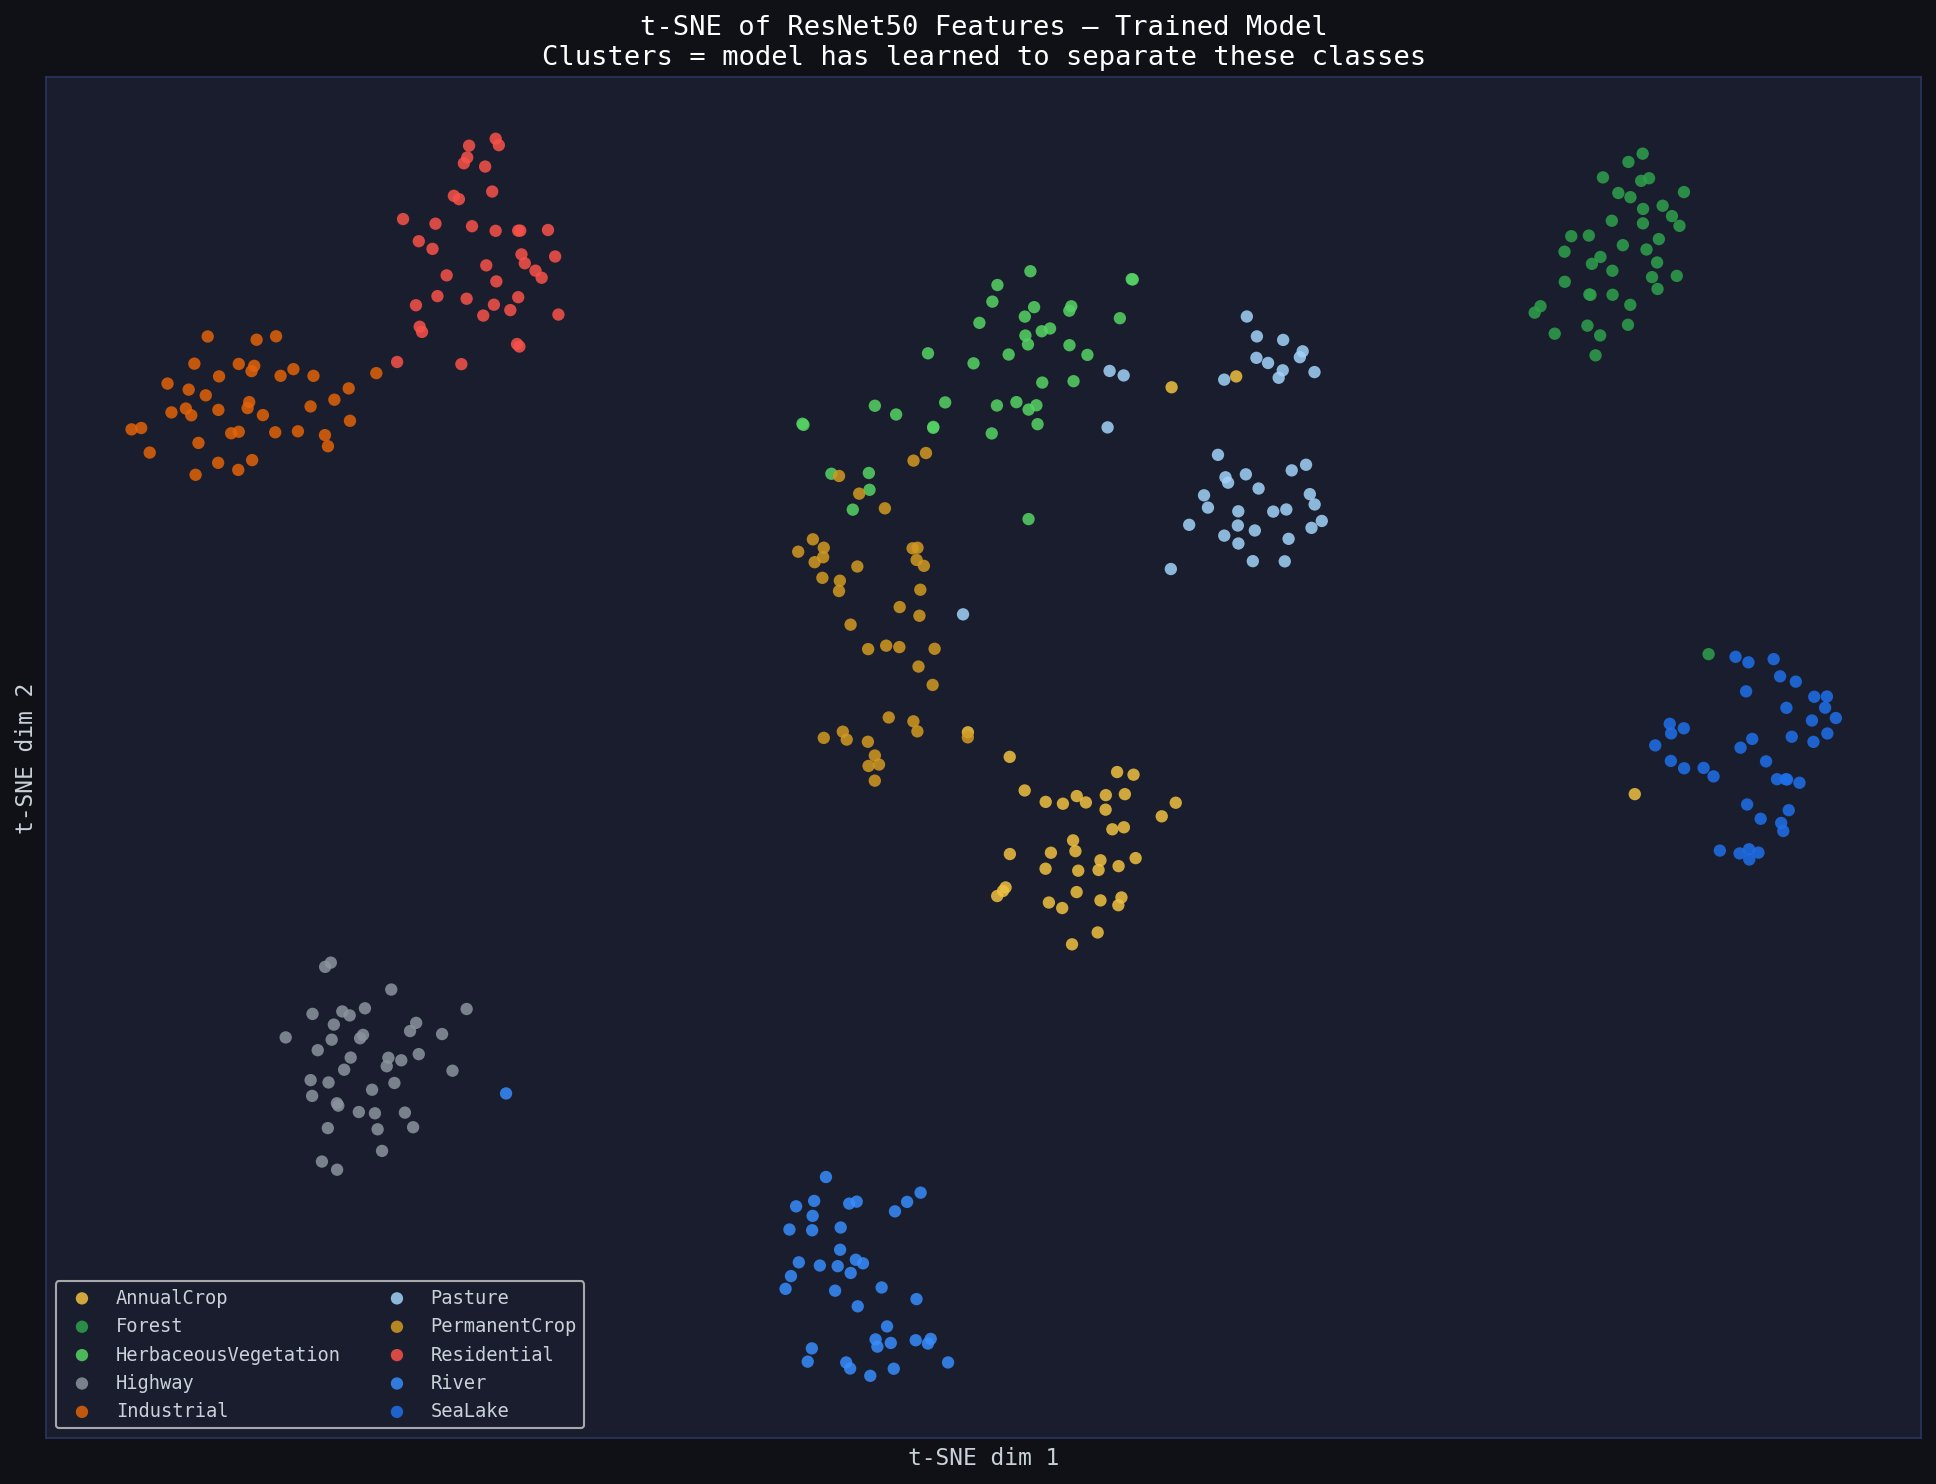 t-SNE of ResNet50 Features — Trained Model
Clusters = model has learned to separate these classes
t-SNE dim 2
AnnualCrop
Forest
HerbaceousVegetation
Highway
Industrial
Pasture
PermanentCrop
Residential
River
SeaLake
t-SNE dim 1